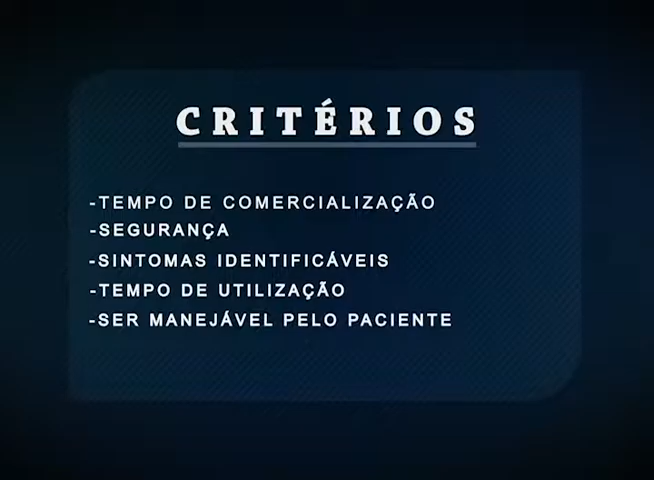 CRITÉRIOS
-TEMPO DE COMERCIALIZAÇÃO
-SEGURANÇA
-SINTOMAS IDENTIFICÁVEIS
-TEMPO DE UTILIZAÇÃO
-SER MANEJÁVEL PELO PACIENTE